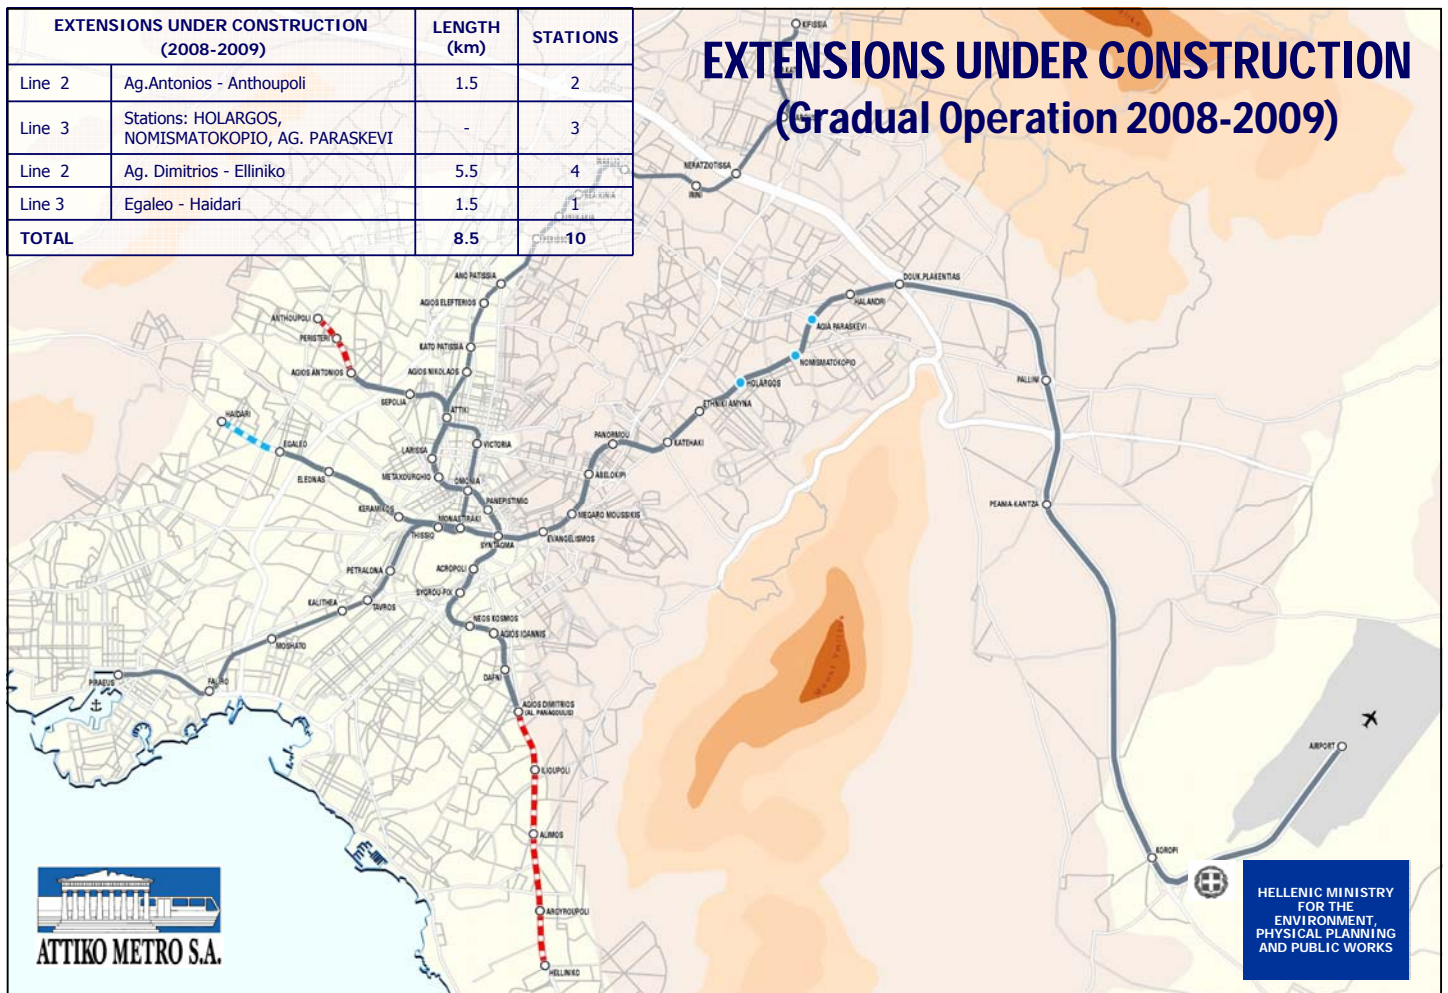 EXTENSIONS UNDER CONSTRUCTION
(2008-2009)
LENGTH
(km)
STATIONS
Line 2
Ag.Antonios - Anthoupoli
1.5
2
Line 3
Stations: HOLARGOS,
NOMISMATOKOPIO, AG. PARASKEVI
-
3
Line 2
Ag. Dimitrios - Elliniko
5.5
4
Line 3
Egaleo - Haidari
1.5
1
TOTAL
8.5
10
EXTENSIONS UNDER CONSTRUCTION
(Gradual Operation 2008-2009)
KIFISSIA
NERATZIOTISSA
IRINI
ANO PATISSIA
AGIOS ELEFTERIOS
KATO PATISSIA
AGIOS NIKOLAOS
ANTHOUPOLI
PERISTERI
AGIOS ANTONIOS
SEPOLIA
ATTIKI
HAIDARI
EGALEO
ELEONAS
LARISSA
VICTORIA
METAXOURGHIO
OMONIA
PANEPISTIMIO
KERAMIKOS
MONASTIRAKI
THISSIO
SYNTAGMA
EVANGELISMOS
MEGARO MOUSSIKIS
ABELOKIPI
PANORMOU
KATEHAKI
ETHNIKI AMYNA
HOLARGOS
NOMISMATOKOPIO
AGIA PARASKEVI
HALANDRI
DOUK.PLAKENTIAS
PALLINI
PEANIA-KANTZA
KOROPI
AIRPORT
PETRALONA
TAVROS
KALITHEA
MOSHATO
FALIRO
PIRAEUS
ACROPOLI
SYGROU-FIX
NEOS KOSMOS
AGIOS IOANNIS
DAFNI
AGIOS DIMITRIOS
(AL. PANAGOULIS)
ILIOUPOLI
ALIMOS
ARGYROUPOLI
HELLINIKO
ATTIKO METRO S.A.
HELLENIC MINISTRY
FOR THE
ENVIRONMENT,
PHYSICAL PLANNING
AND PUBLIC WORKS